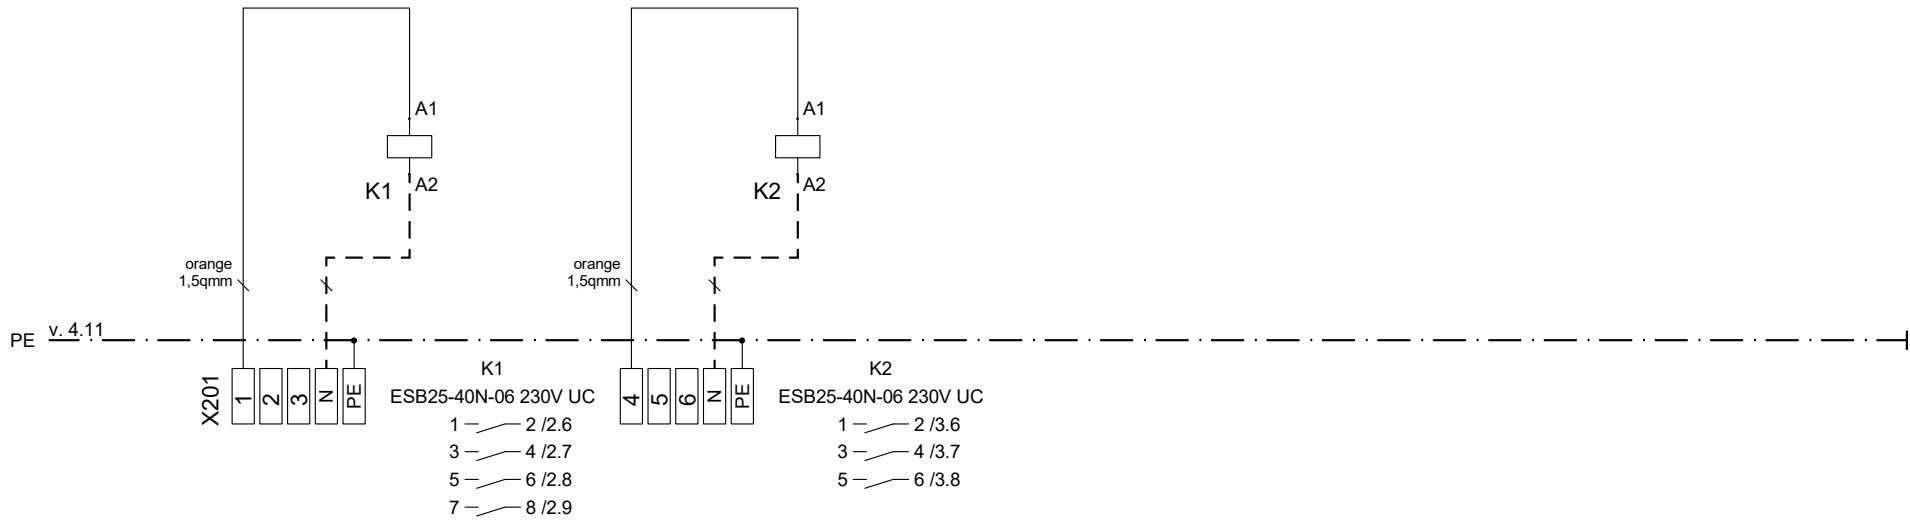 A1
A1
K1
A2
K2
A2
orange
1,5qmm
orange
1,5qmm
PE
v. 4.11
X201
1
2
3
N
PE
K1
ESB25-40N-06 230V UC
1 2 /2.6
3 4 /2.7
5 6 /2.8
7 8 /2.9
4
5
6
N
PE
K2
ESB25-40N-06 230V UC
1 2 /3.6
3 4 /3.7
5 6 /3.8